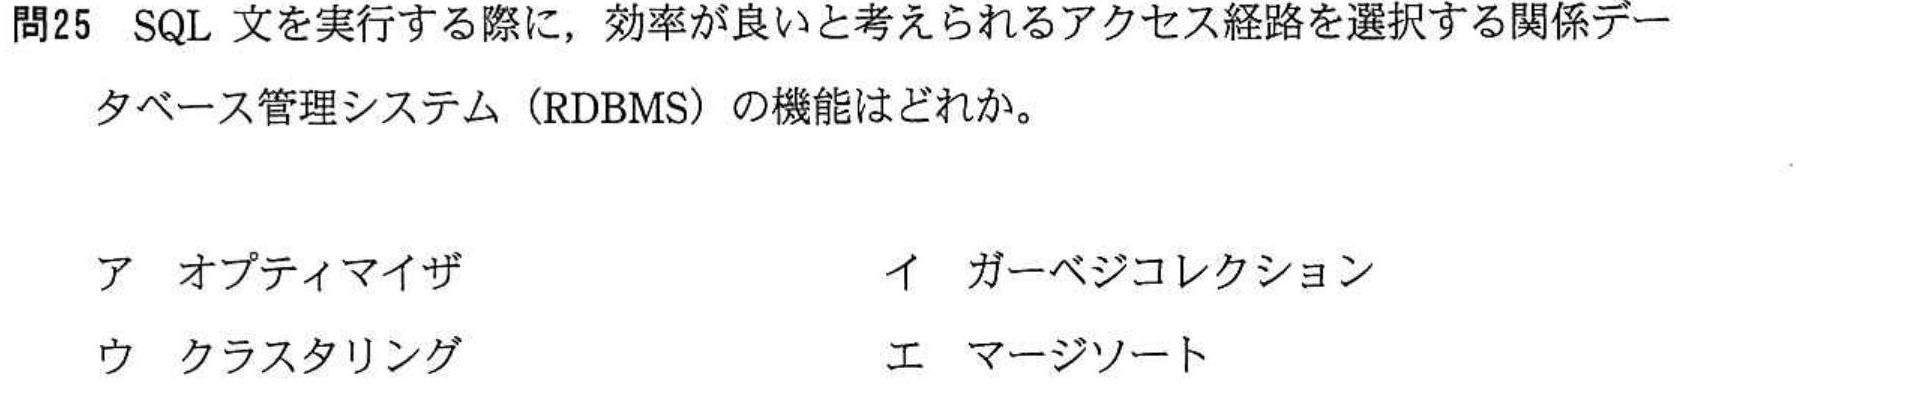 問25　SQL 文を実行する際に，効率が良いと考えられるアクセス経路を選択する関係デー
タベース管理システム（RDBMS）の機能はどれか。
ア　オプティマイザ　　　イ　ガーベジコレクション
ウ　クラスタリング　　　エ　マージソート